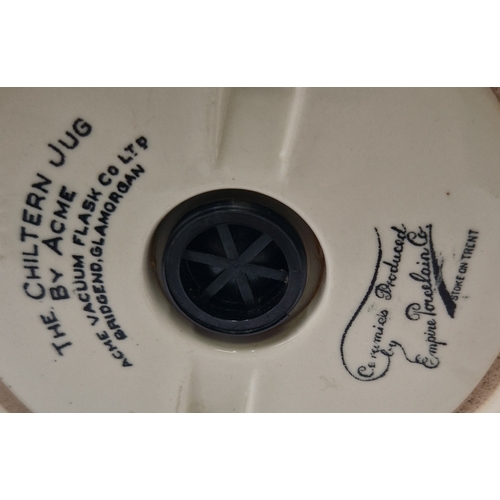 THE. CHILTERN JUG
BY ACME
ACME VACUUM FLASK CO LTD
BRIDGEND, GLAMORGAN
Ceramics Produced
by
Empire Porcelain Co
STOKE ON TRENT